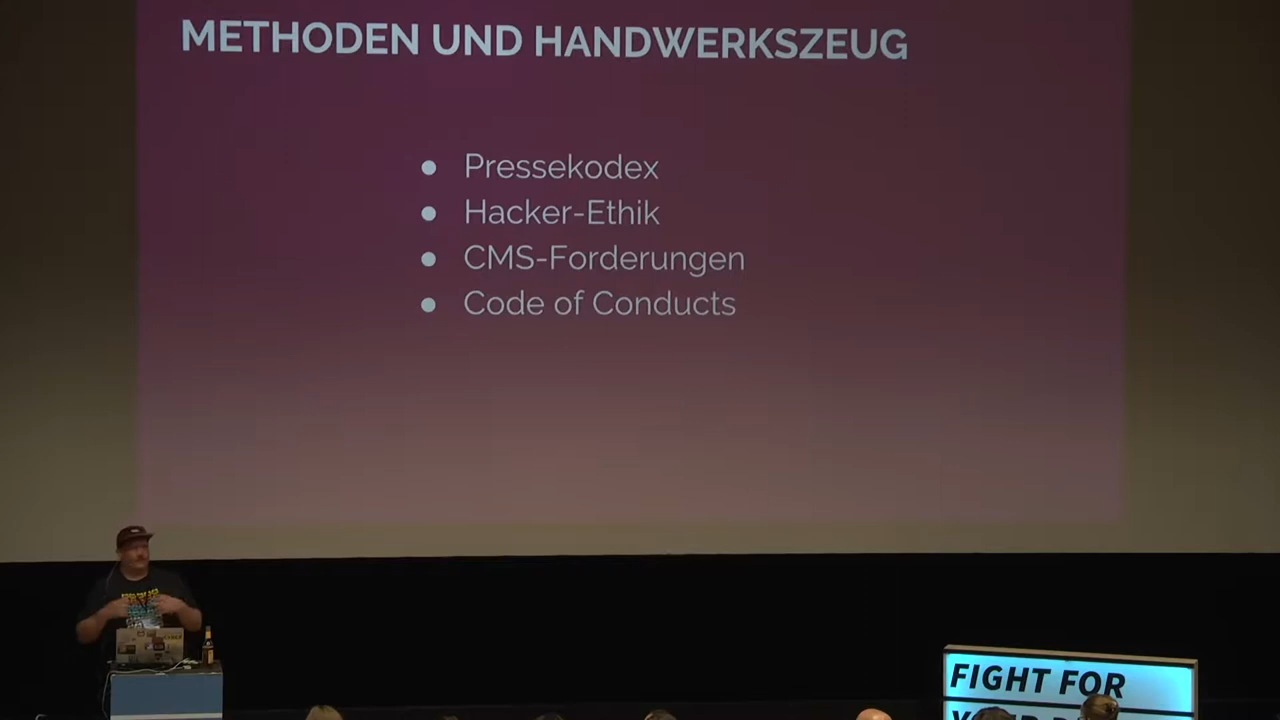 METHODEN UND HANDWERKSZEUG
Pressekodex
Hacker-Ethik
CMS-Forderungen
Code of Conducts
FIGHT FOR